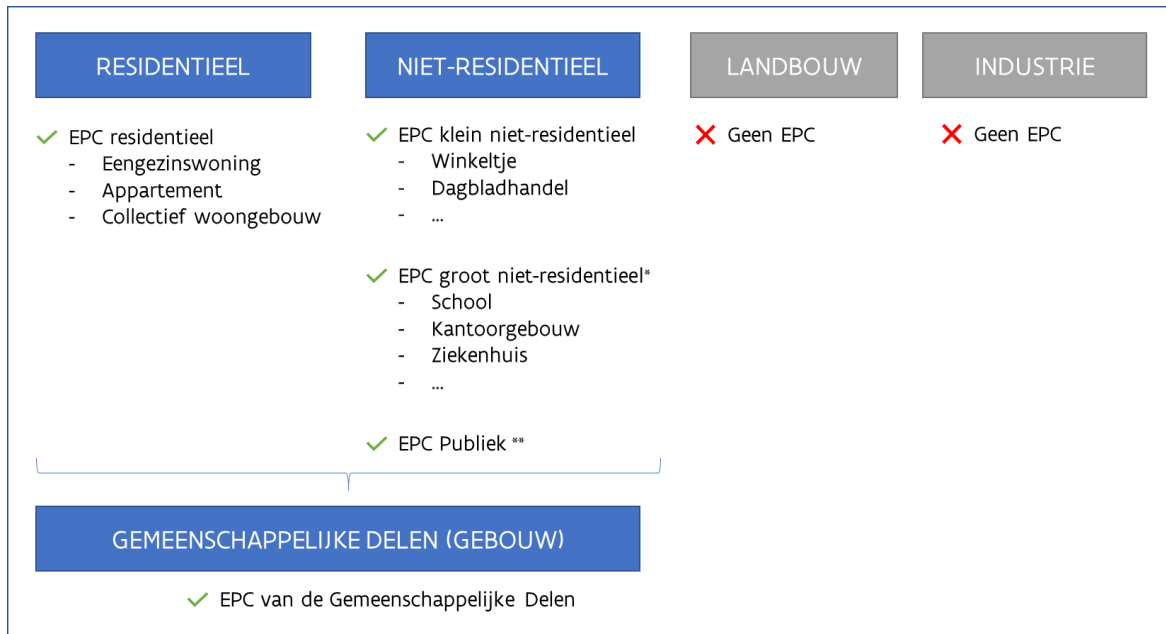 RESIDENTIEEL
EPC residentieel
- Eengezinswoning
- Appartement
- Collectief woongebouw
NIET-RESIDENTIEEL
EPC klein niet-residentieel
- Winkeltje
- Dagbladhandel
- ...
EPC groot niet-residentieel*
- School
- Kantoorgebouw
- Ziekenhuis
- ...
EPC Publiek **
LANDBOUW
Geen EPC
INDUSTRIE
Geen EPC
GEMEENSCHAPPELIJKE DELEN (GEBOUW)
EPC van de Gemeenschappelijke Delen